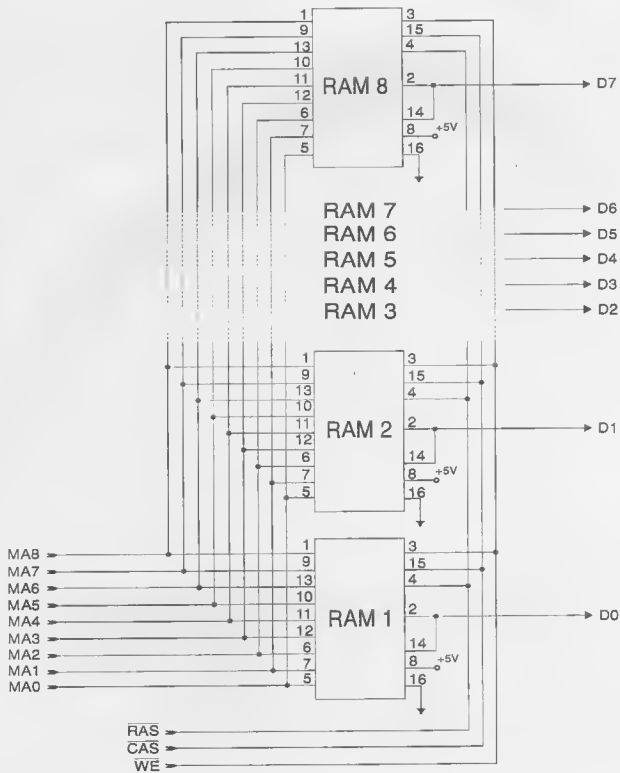 1 3
9 15
13 4
10
11 RAM 8 2 D7
12
6 14
7 8 +5V
5 16
RAM 7 D6
RAM 6 D5
RAM 5 D4
RAM 4 D3
RAM 3 D2
1 3
9 15
13 4
10
11 RAM 2 2 D1
12
6 14
7 8 +5V
5 16
MA8 1 3
MA7 9 15
MA6 13 4
MA5 10
MA4 11 RAM 1 2 D0
MA3 12
MA2 6 14
MA1 7 8 +5V
MA0 5 16
RAS
CAS
WE